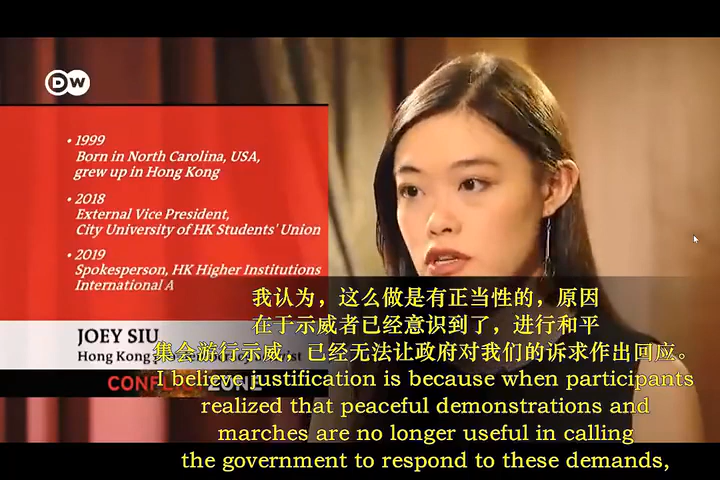 DW
• 1999
Born in North Carolina, USA,
grew up in Hong Kong
• 2018
External Vice President,
City University of HK Students' Union
• 2019
Spokesperson, HK Higher Institutions
International A
JOEY SIU
Hong Kong
CONFLICT ZONE
我认为，这么做是有正当性的，原因
在于示威者已经意识到了，进行和平
集会游行示威，已经无法让政府对我们的诉求作出回应。
I believe justification is because when participants
realized that peaceful demonstrations and
marches are no longer useful in calling
the government to respond to these demands,